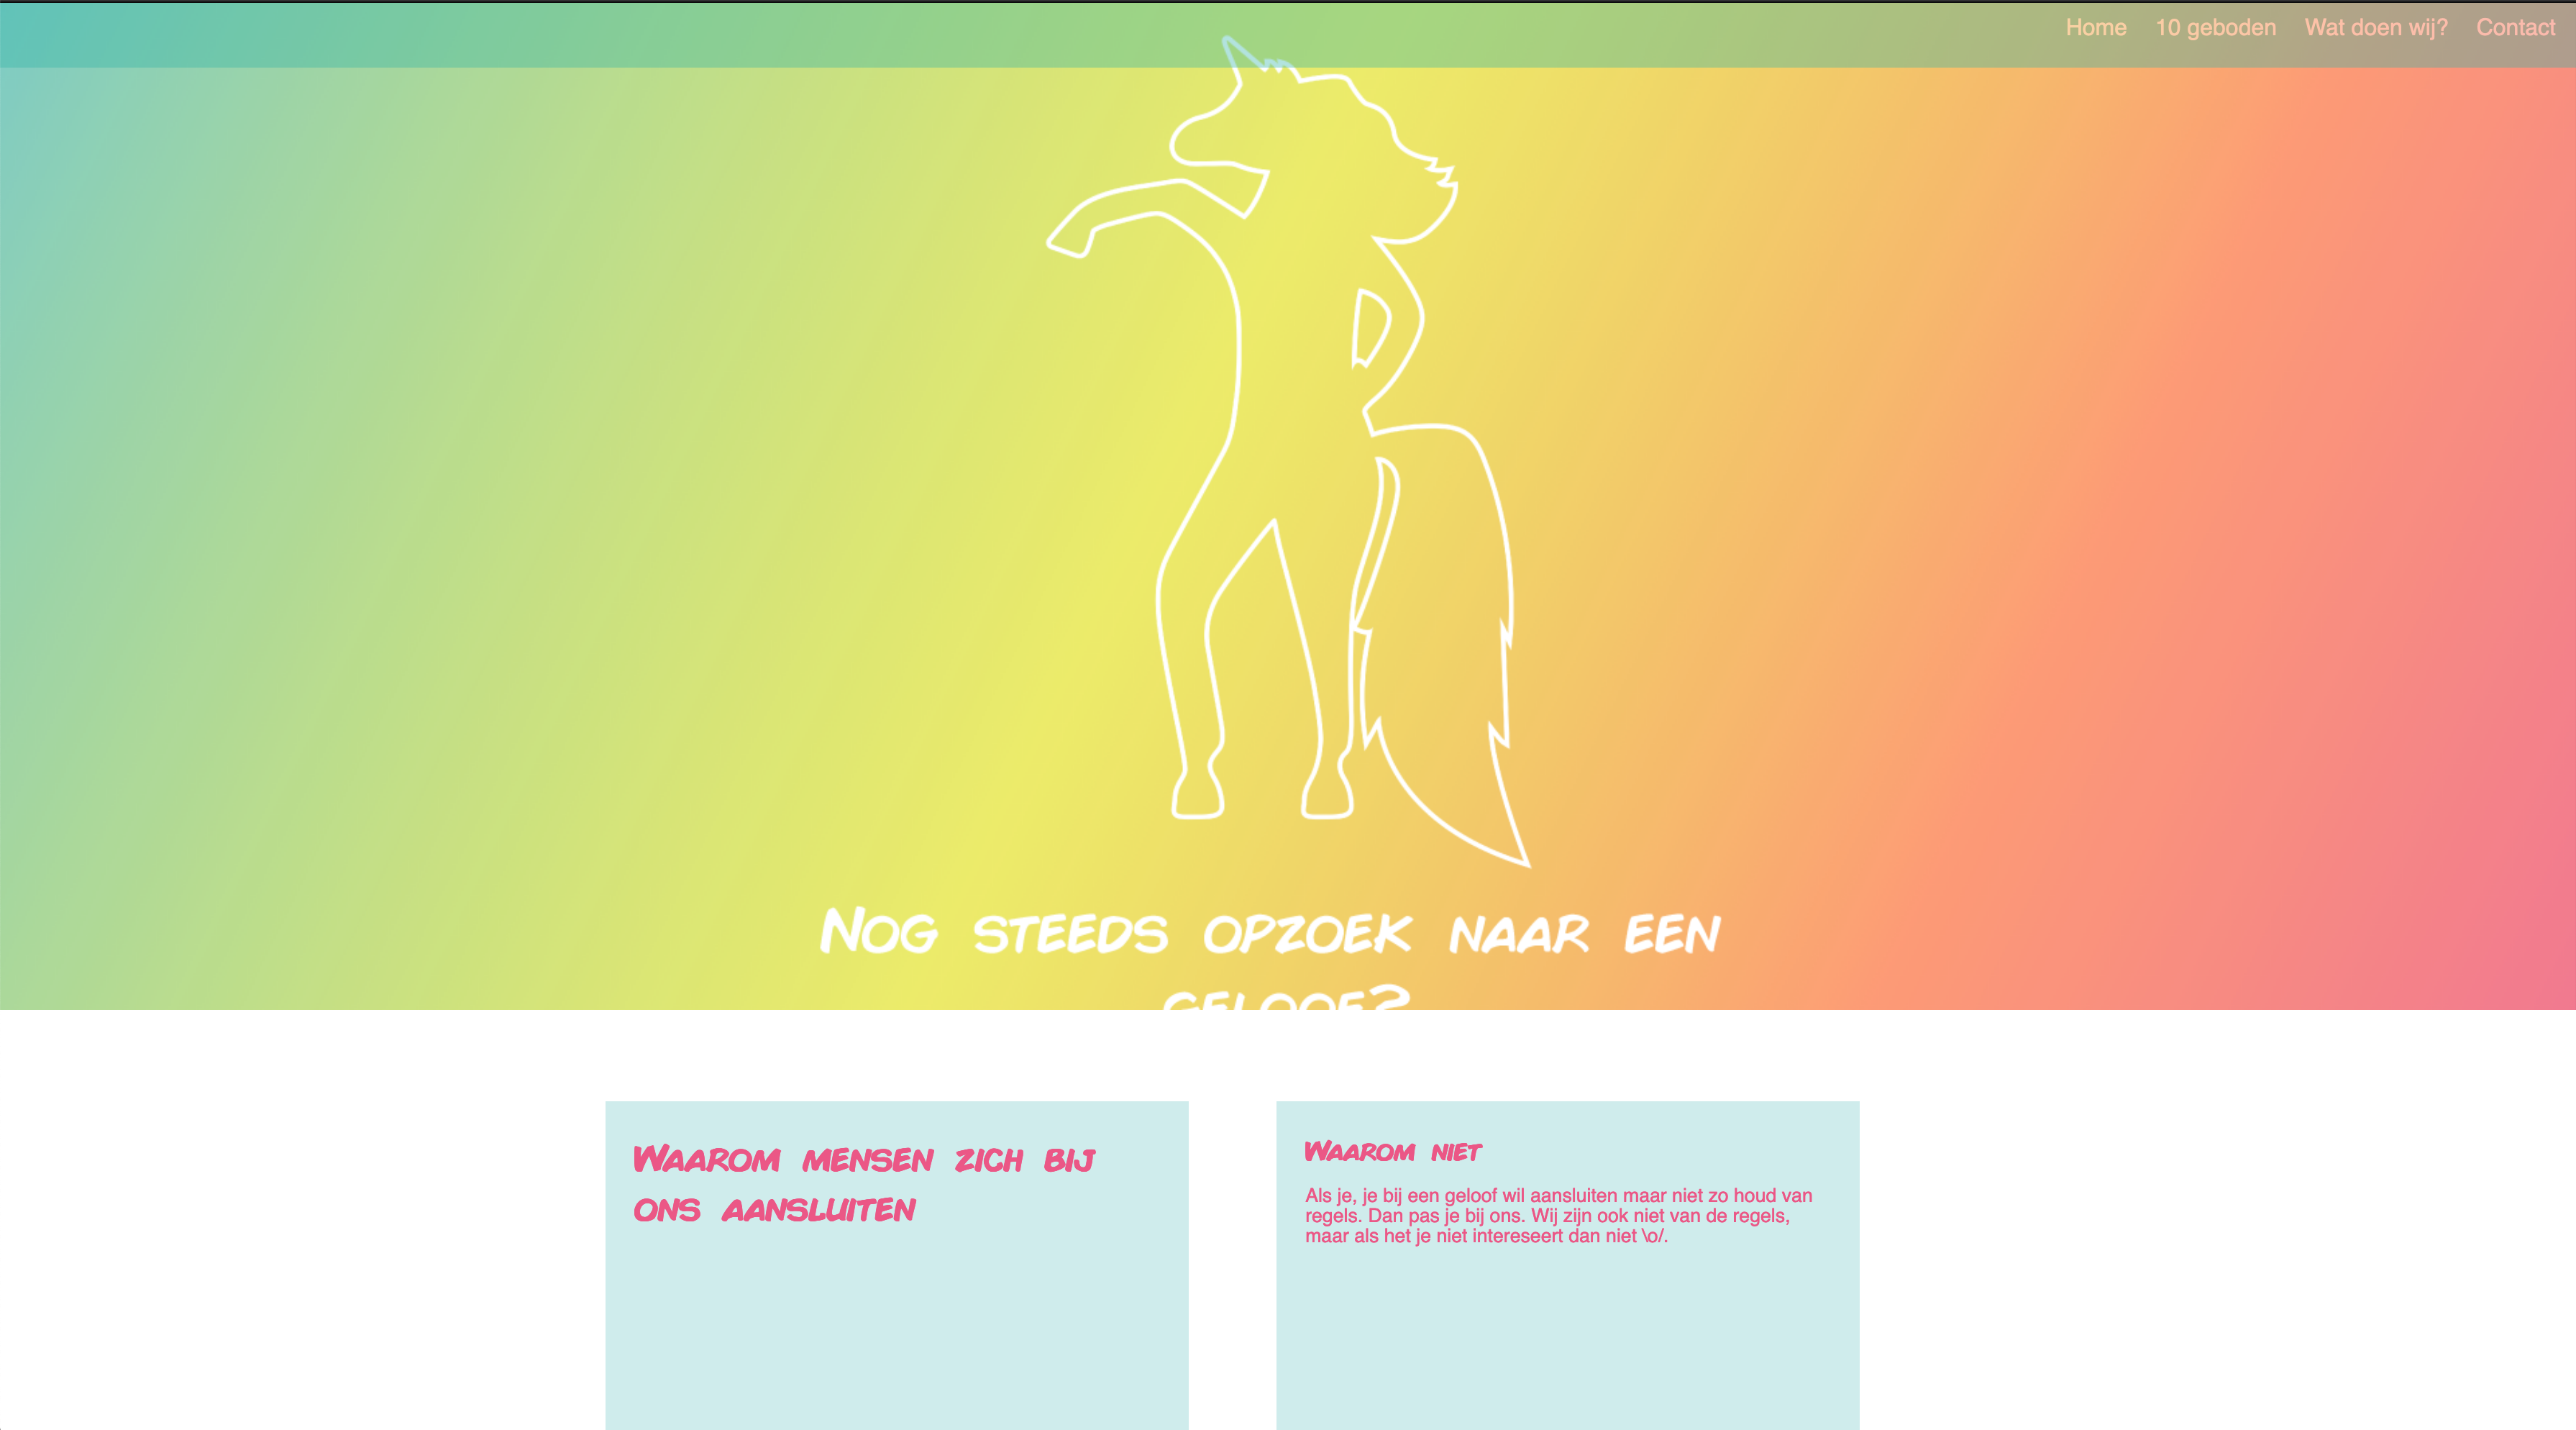 Home 10 geboden Wat doen wij? Contact
Nog steeds opzoek naar een
geloof?
Waarom mensen zich bij
ons aansluiten
Waarom niet
Als je, je bij een geloof wil aansluiten maar niet zo houd van
regels. Dan pas je bij ons. Wij zijn ook niet van de regels,
maar als het je niet intereseert dan niet \o/.